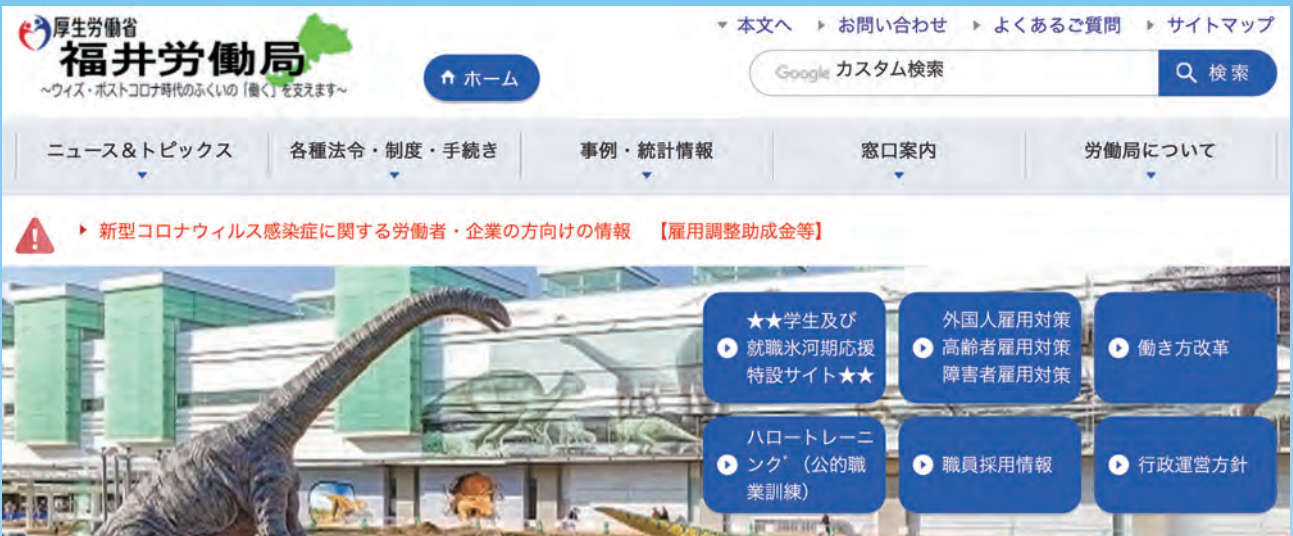 厚生労働省
福井労働局
~ウィズ・ポストコロナ時代のふくいの「働く」を支えます~
ホーム
本文へ お問い合わせ よくあるご質問 サイトマップ
Google カスタム検索
検索
ニュース&トピックス
各種法令・制度・手続き
事例・統計情報
窓口案内
労働局について
新型コロナウィルス感染症に関する労働者・企業の方向けの情報 【雇用調整助成金等】
★★学生及び
就職氷河期応援
特設サイト★★
外国人雇用対策
高齢者雇用対策
障害者雇用対策
働き方改革
ハロートレーニ
ング゛(公的職
業訓練)
職員採用情報
行政運営方針